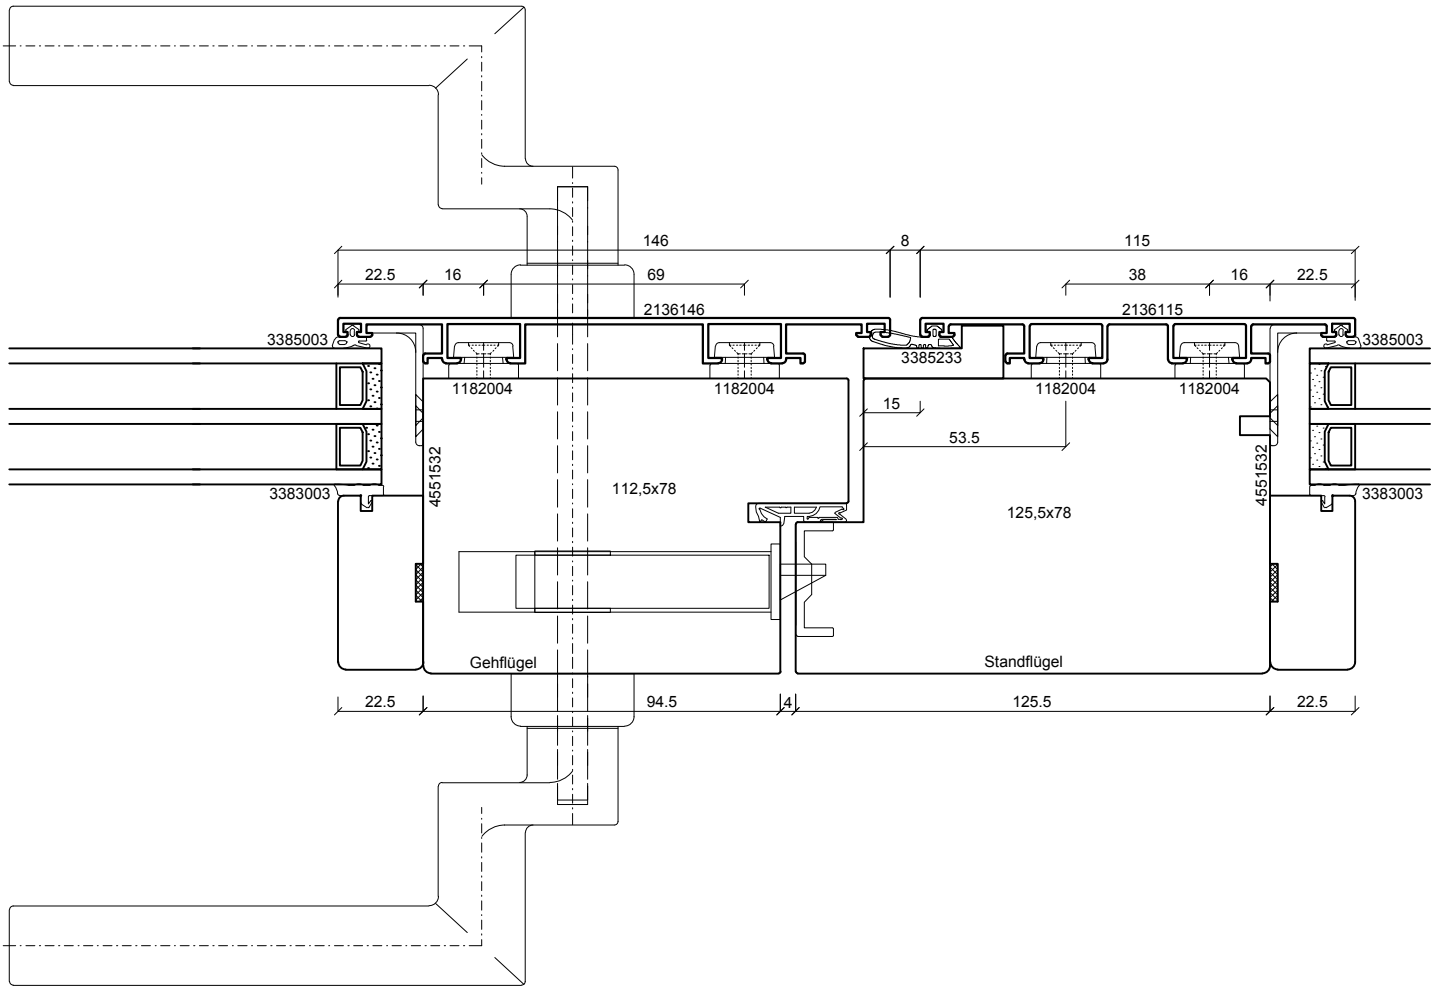 146 8 115
22.5 16 69 38 16 22.5
2136146 2136115
3385003 3385233 3385003
1182004 1182004 1182004 1182004
15
53.5
4551532 4551532
112,5x78
3383003 3383003
125,5x78
Gehflügel Standflügel
22.5 94.5 4 125.5 22.5